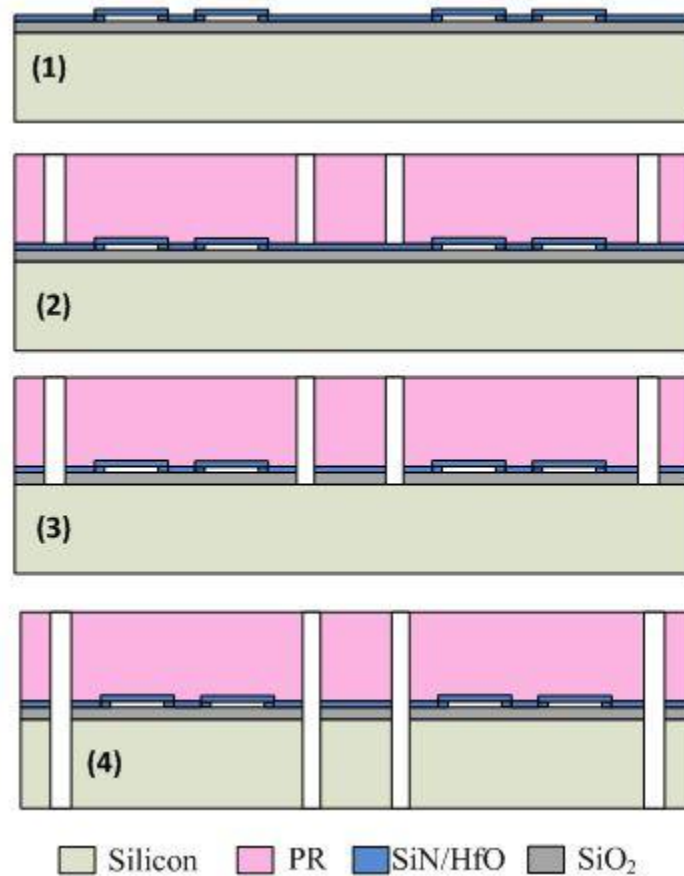 (1)
(2)
(3)
(4)
Silicon PR SiN/HfO SiO₂